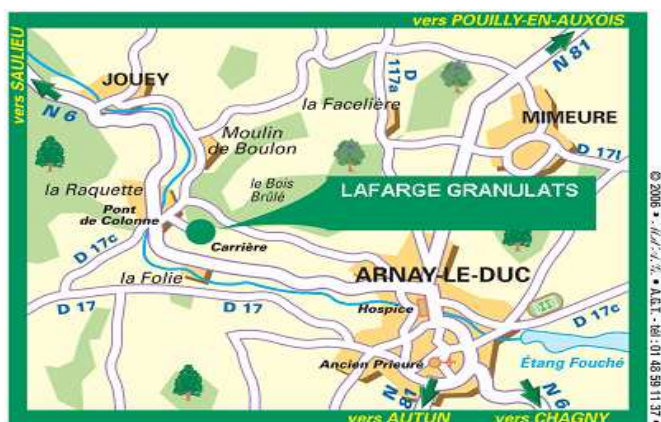 vers POUILLY-EN-AUXOIS
vers SAULIEU
N 6
JOUEY
D 117a
N 81
la Facelière
MIMEURE
Moulin
de Boulon
D 17I
la Raquette
le Bois
Brûlé
LAFARGE GRANULATS
Pont
de Colonne
Carrière
D 17c
la Folie
ARNAY-LE-DUC
D 17
D 17
Hospice
D 17c
Étang Fouché
Ancien Prieuré
N 81
N 6
vers AUTUN
vers CHAGNY
© 2006
• A.G.T. - tél : 01 48 59 11 37 •